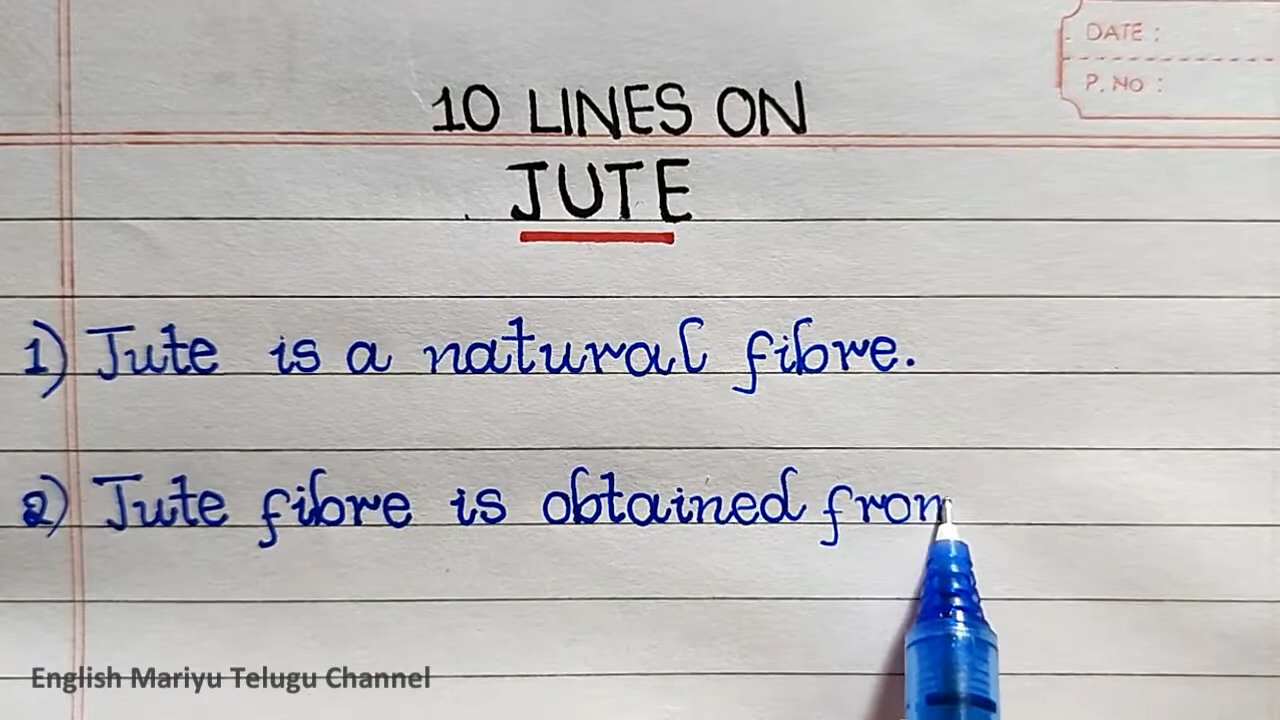 DATE :
P. No :
10 LINES ON
JUTE
1) Jute is a natural fibre.
2) Jute fibre is obtained from
English Mariyu Telugu Channel